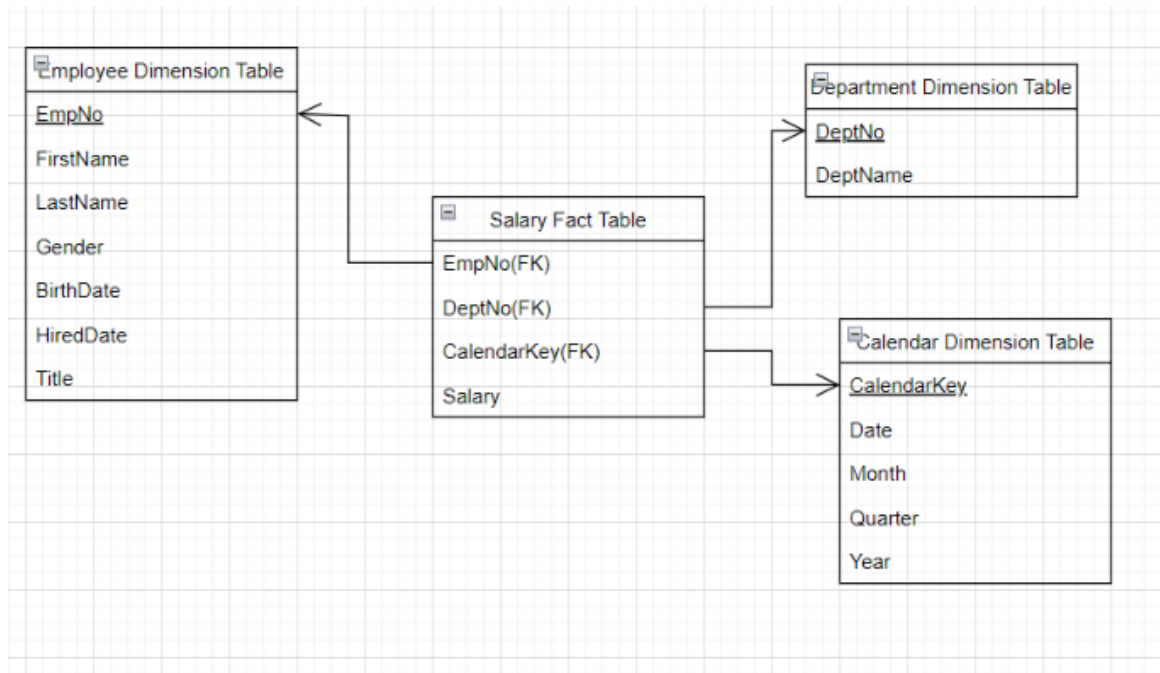 Employee Dimension Table
EmpNo
FirstName
LastName
Gender
BirthDate
HiredDate
Title
Salary Fact Table
EmpNo(FK)
DeptNo(FK)
CalendarKey(FK)
Salary
Department Dimension Table
DeptNo
DeptName
Calendar Dimension Table
CalendarKey
Date
Month
Quarter
Year